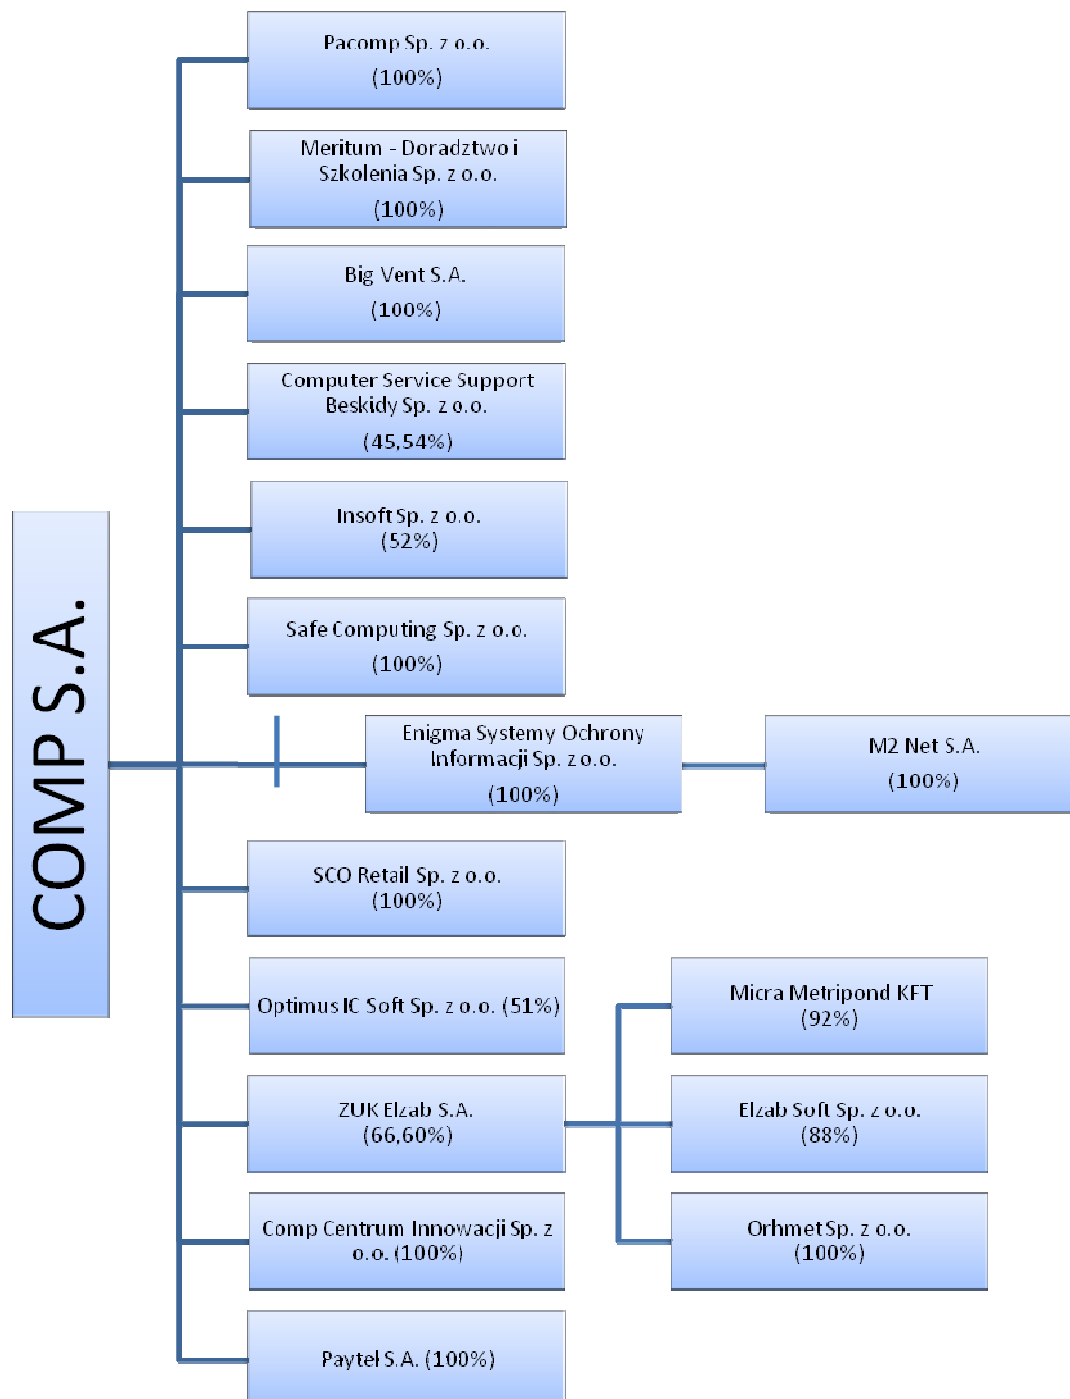 Pacomp Sp. z o.o.
(100%)
Meritum - Doradztwo i
Szkolenia Sp. z o.o.
(100%)
Big Vent S.A.
(100%)
Computer Service Support
Beskidy Sp. z o.o.
(45,54%)
Insoft Sp. z o.o.
(52%)
Safe Computing Sp. z o.o.
(100%)
COMP S.A.
Enigma Systemy Ochrony
Informacji Sp. z o.o.
(100%)
M2 Net S.A.
(100%)
SCO Retail Sp. z o.o.
(100%)
Optimus IC Soft Sp. z o.o. (51%)
ZUK Elzab S.A.
(66,60%)
Micra Metripond KFT
(92%)
Elzab Soft Sp. z o.o.
(88%)
Orhmet Sp. z o.o.
(100%)
Comp Centrum Innowacji Sp. z
o.o. (100%)
Paytel S.A. (100%)